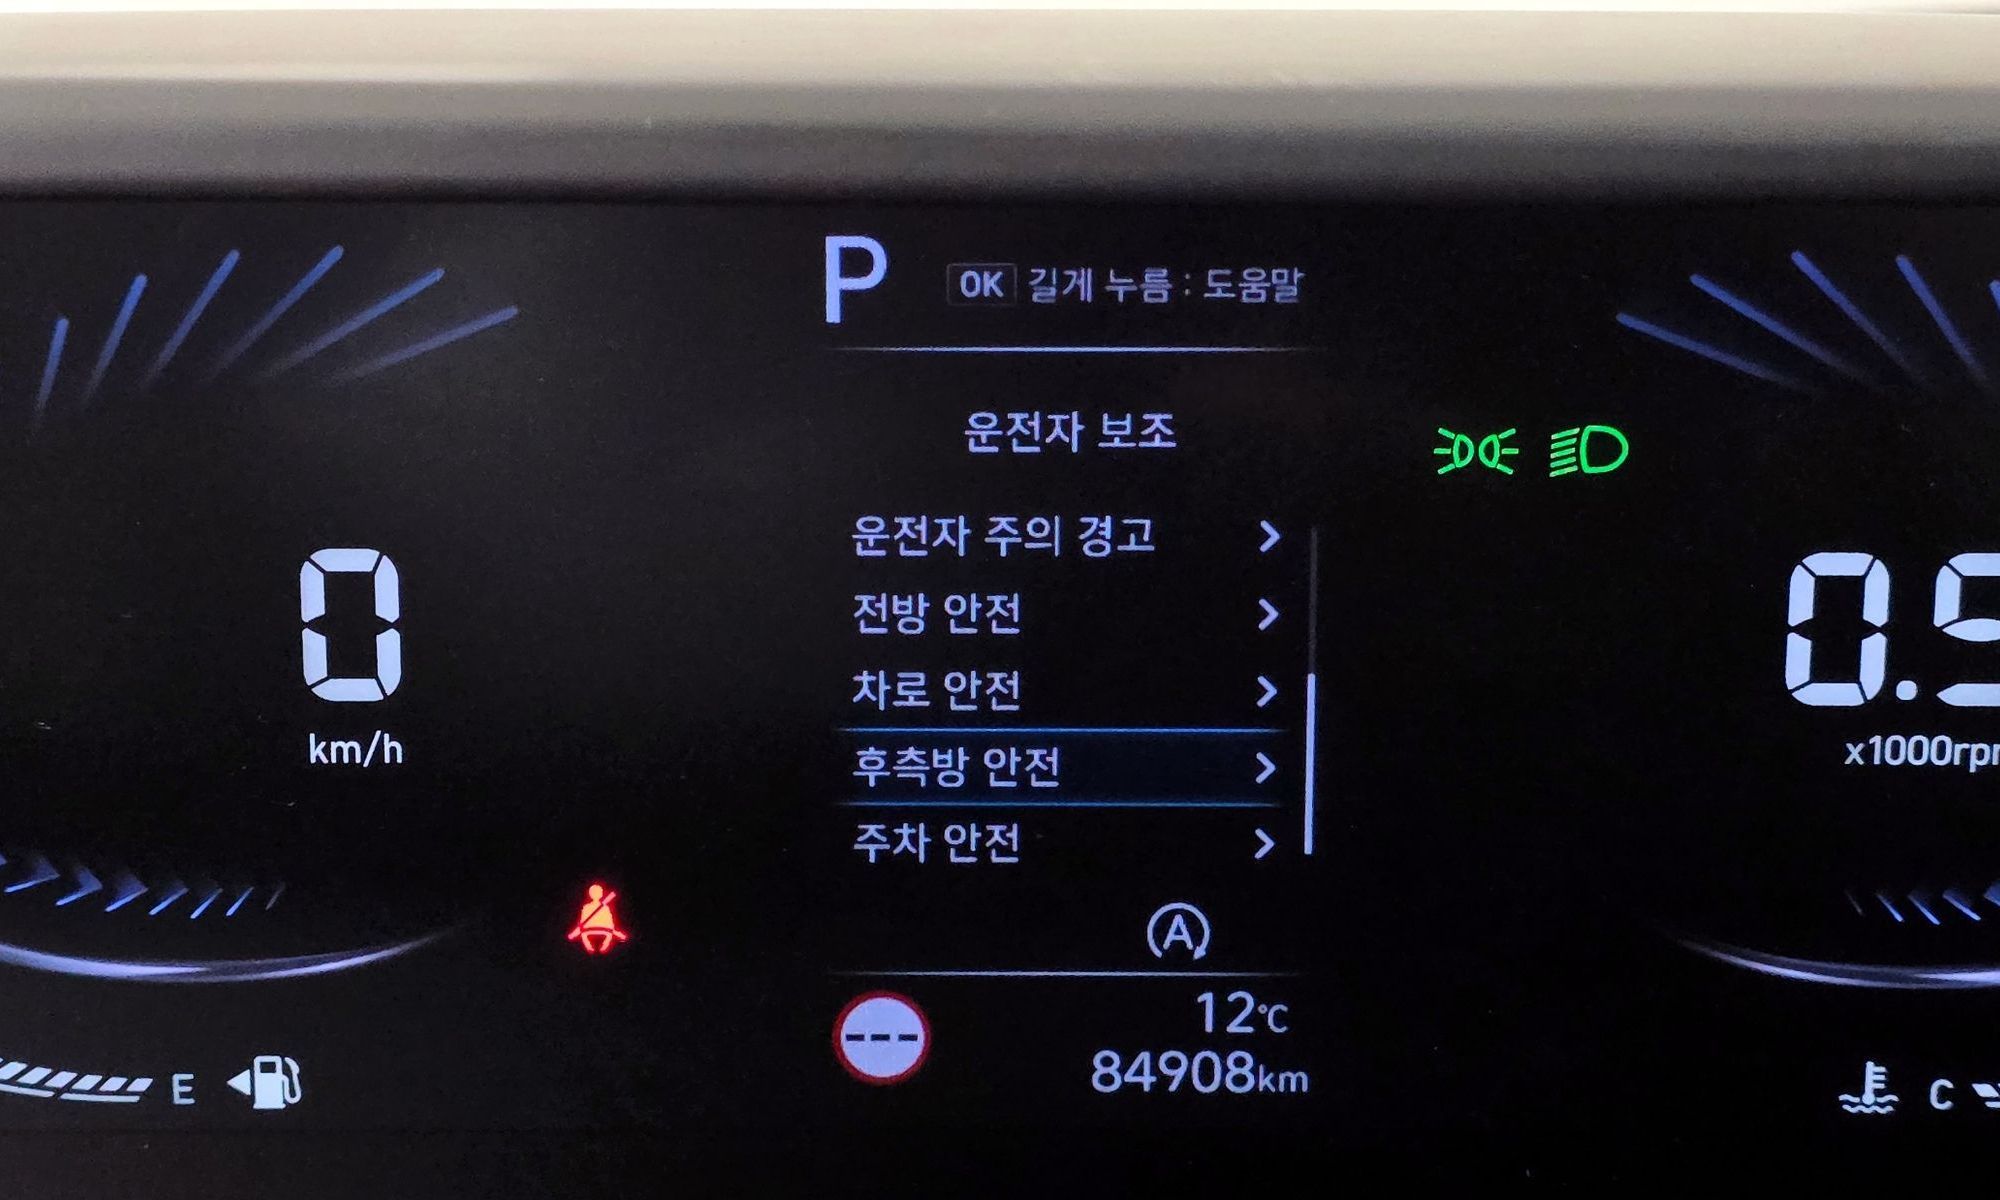 P
OK 길게 누름 : 도움말
운전자 보조
운전자 주의 경고
전방 안전
차로 안전
후측방 안전
주차 안전
0
km/h
0.
x1000rpm
A
---
12℃
84908km
E
C